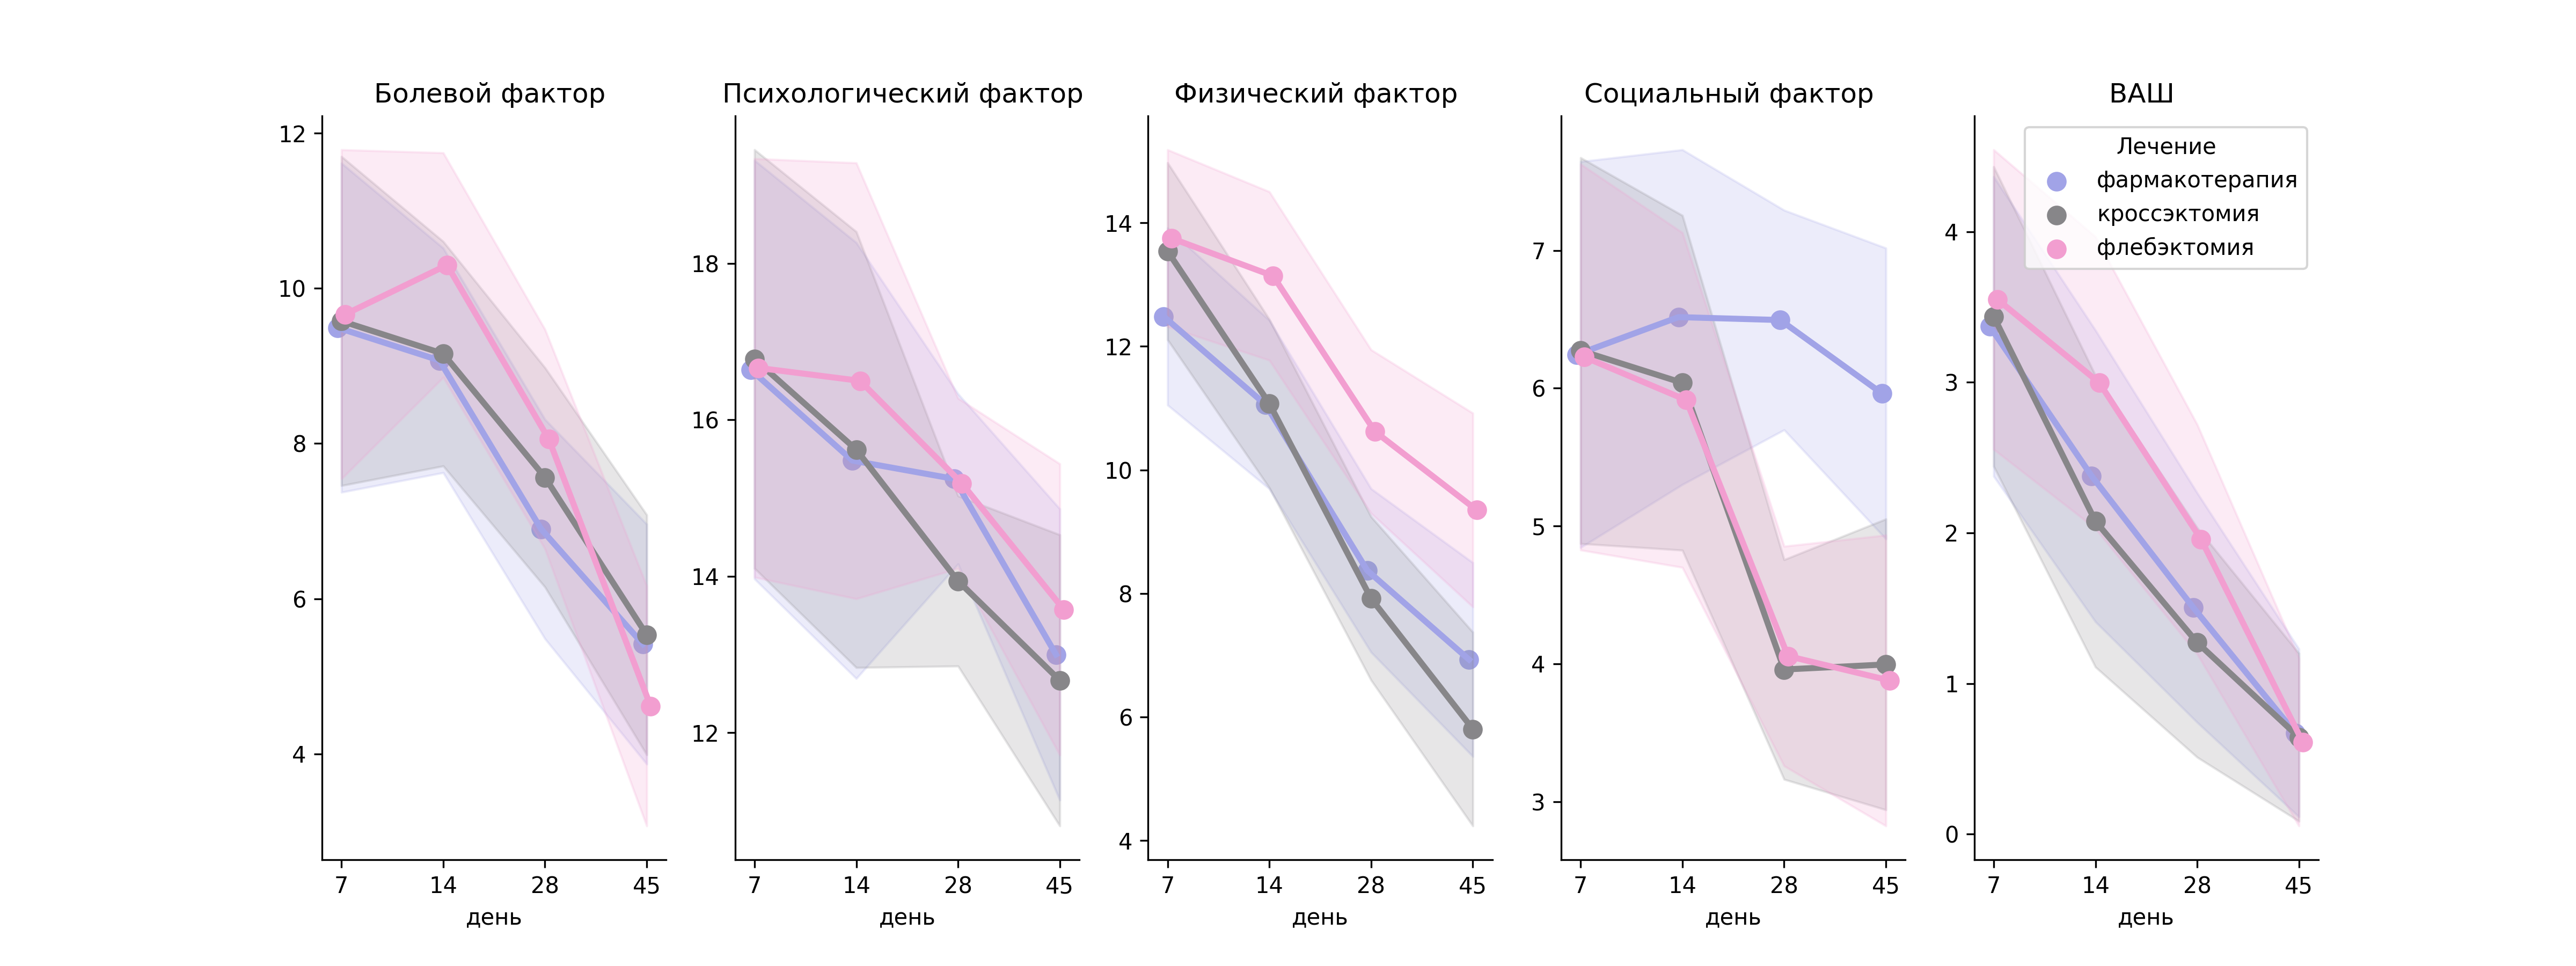 Болевой фактор
12
10
8
6
4
7 14 28 45
день
Психологический фактор
18
16
14
12
7 14 28 45
день
Физический фактор
14
12
10
8
6
4
7 14 28 45
день
Социальный фактор
7
6
5
4
3
7 14 28 45
день
ВАШ
Лечение
фармакотерапия
кроссэктомия
флебэктомия
4
3
2
1
0
7 14 28 45
день